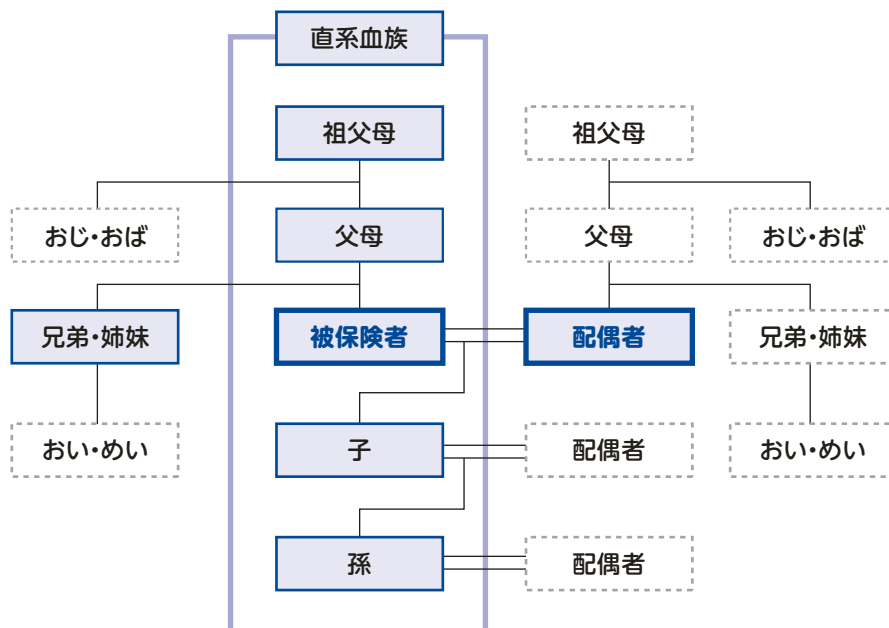 直系血族
祖父母
祖父母
おじ・おば
父母
父母
おじ・おば
兄弟・姉妹
被保険者
配偶者
兄弟・姉妹
おい・めい
子
配偶者
おい・めい
孫
配偶者